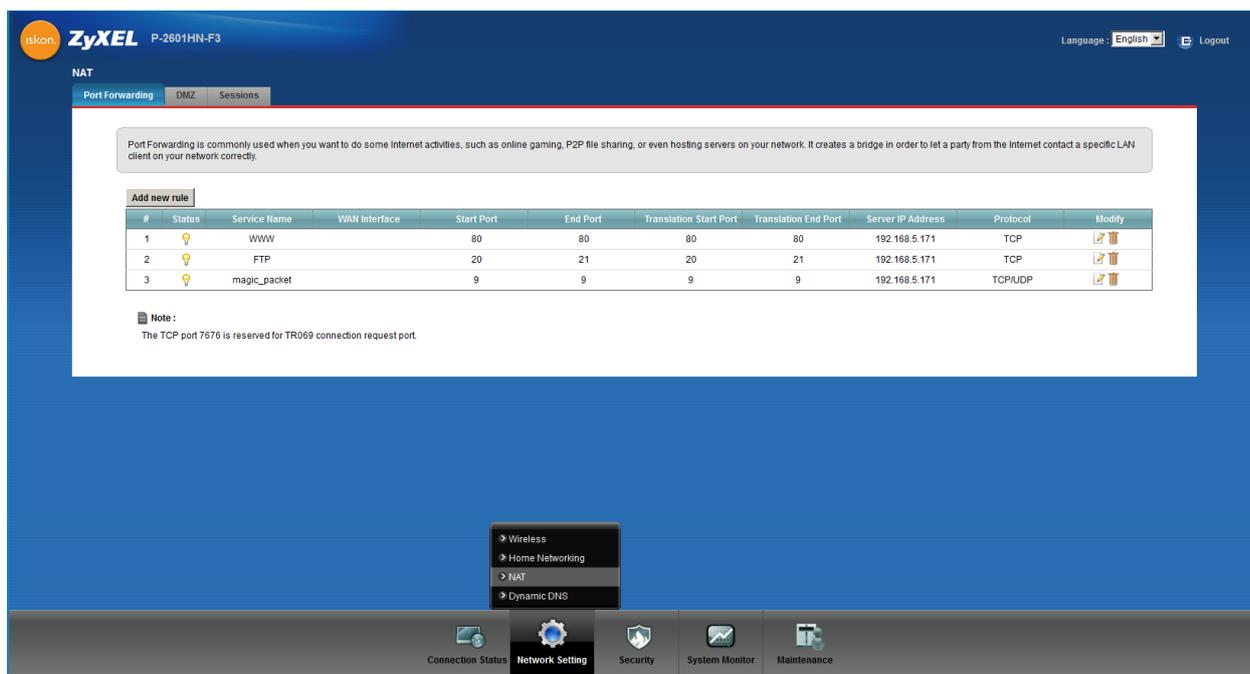 iskon. ZyXEL P-2601HN-F3 Language : English Logout
NAT
Port Forwarding DMZ Sessions
Port Forwarding is commonly used when you want to do some Internet activities, such as online gaming, P2P file sharing, or even hosting servers on your network. It creates a bridge in order to let a party from the Internet contact a specific LAN
client on your network correctly.
Add new rule
# Status Service Name WAN Interface Start Port End Port Translation Start Port Translation End Port Server IP Address Protocol Modify
1 WWW 80 80 80 80 192.168.5.171 TCP
2 FTP 20 21 20 21 192.168.5.171 TCP
3 magic_packet 9 9 9 9 192.168.5.171 TCP/UDP
Note :
The TCP port 7676 is reserved for TR069 connection request port.
Wireless
Home Networking
NAT
Dynamic DNS
Connection Status Network Setting Security System Monitor Maintenance